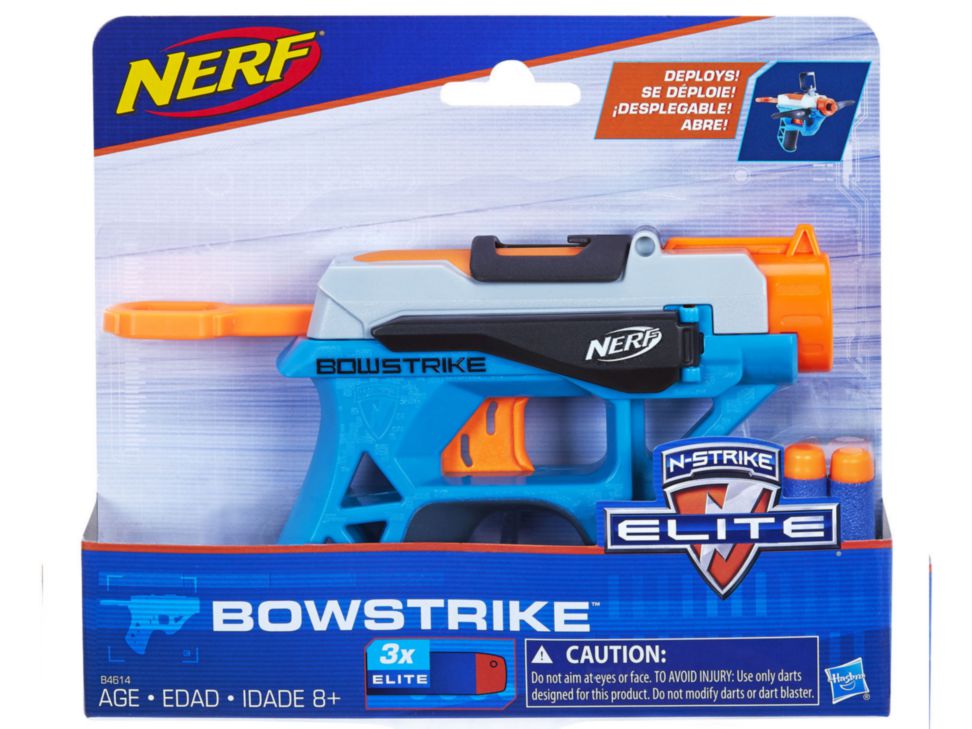 NERF
DEPLOYS!
SE DÉPLOIE!
¡DESPLEGABLE!
ABRE!
NERF
BOWSTRIKE
N-STRIKE
ELITE
BOWSTRIKE™
3x
ELITE
⚠ CAUTION:
Do not aim at eyes or face. TO AVOID INJURY: Use only darts
designed for this product. Do not modify darts or dart blaster.
B4614
AGE • EDAD • IDADE 8+
Hasbro